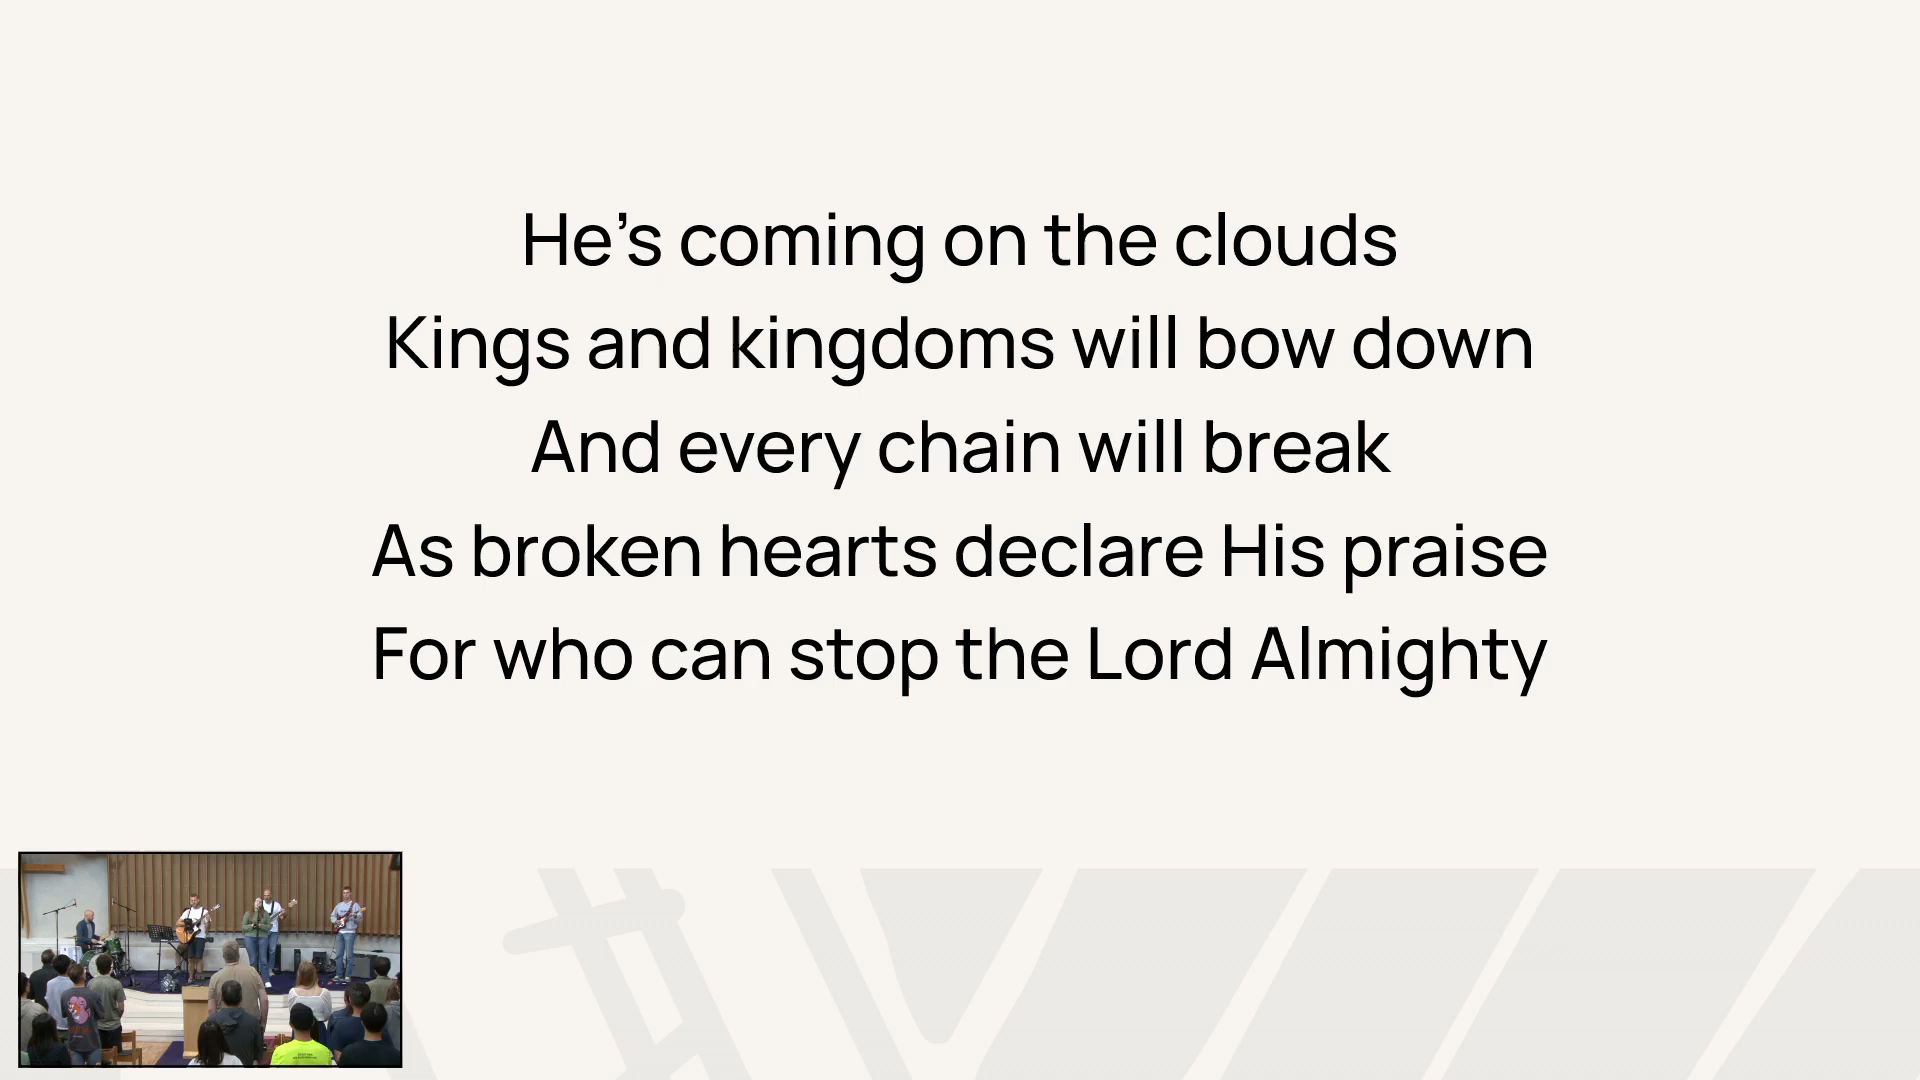 He’s coming on the clouds
Kings and kingdoms will bow down
And every chain will break
As broken hearts declare His praise
For who can stop the Lord Almighty